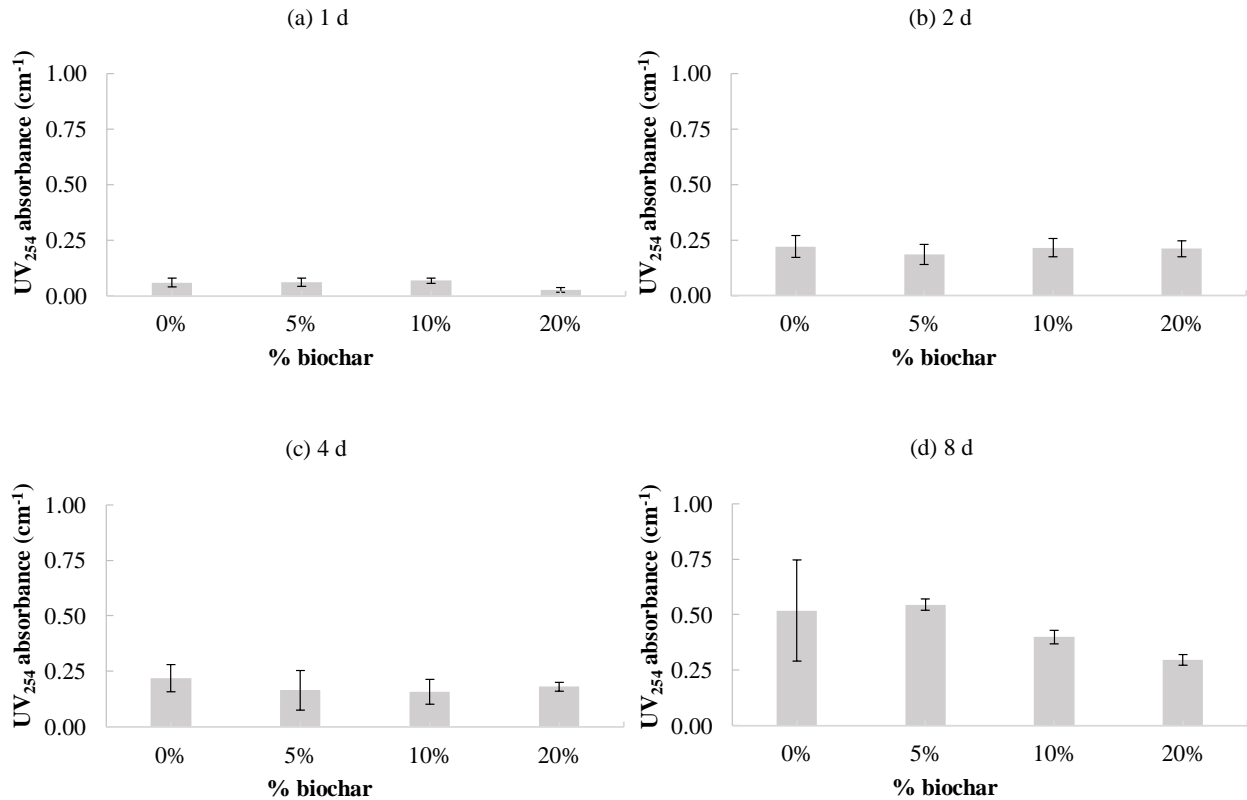 (a) 1 d
UV254 absorbance (cm-1)
1.00
0.75
0.50
0.25
0.00
0% 5% 10% 20%
% biochar
(b) 2 d
UV254 absorbance (cm-1)
1.00
0.75
0.50
0.25
0.00
0% 5% 10% 20%
% biochar
(c) 4 d
UV254 absorbance (cm-1)
1.00
0.75
0.50
0.25
0.00
0% 5% 10% 20%
% biochar
(d) 8 d
UV254 absorbance (cm-1)
1.00
0.75
0.50
0.25
0.00
0% 5% 10% 20%
% biochar